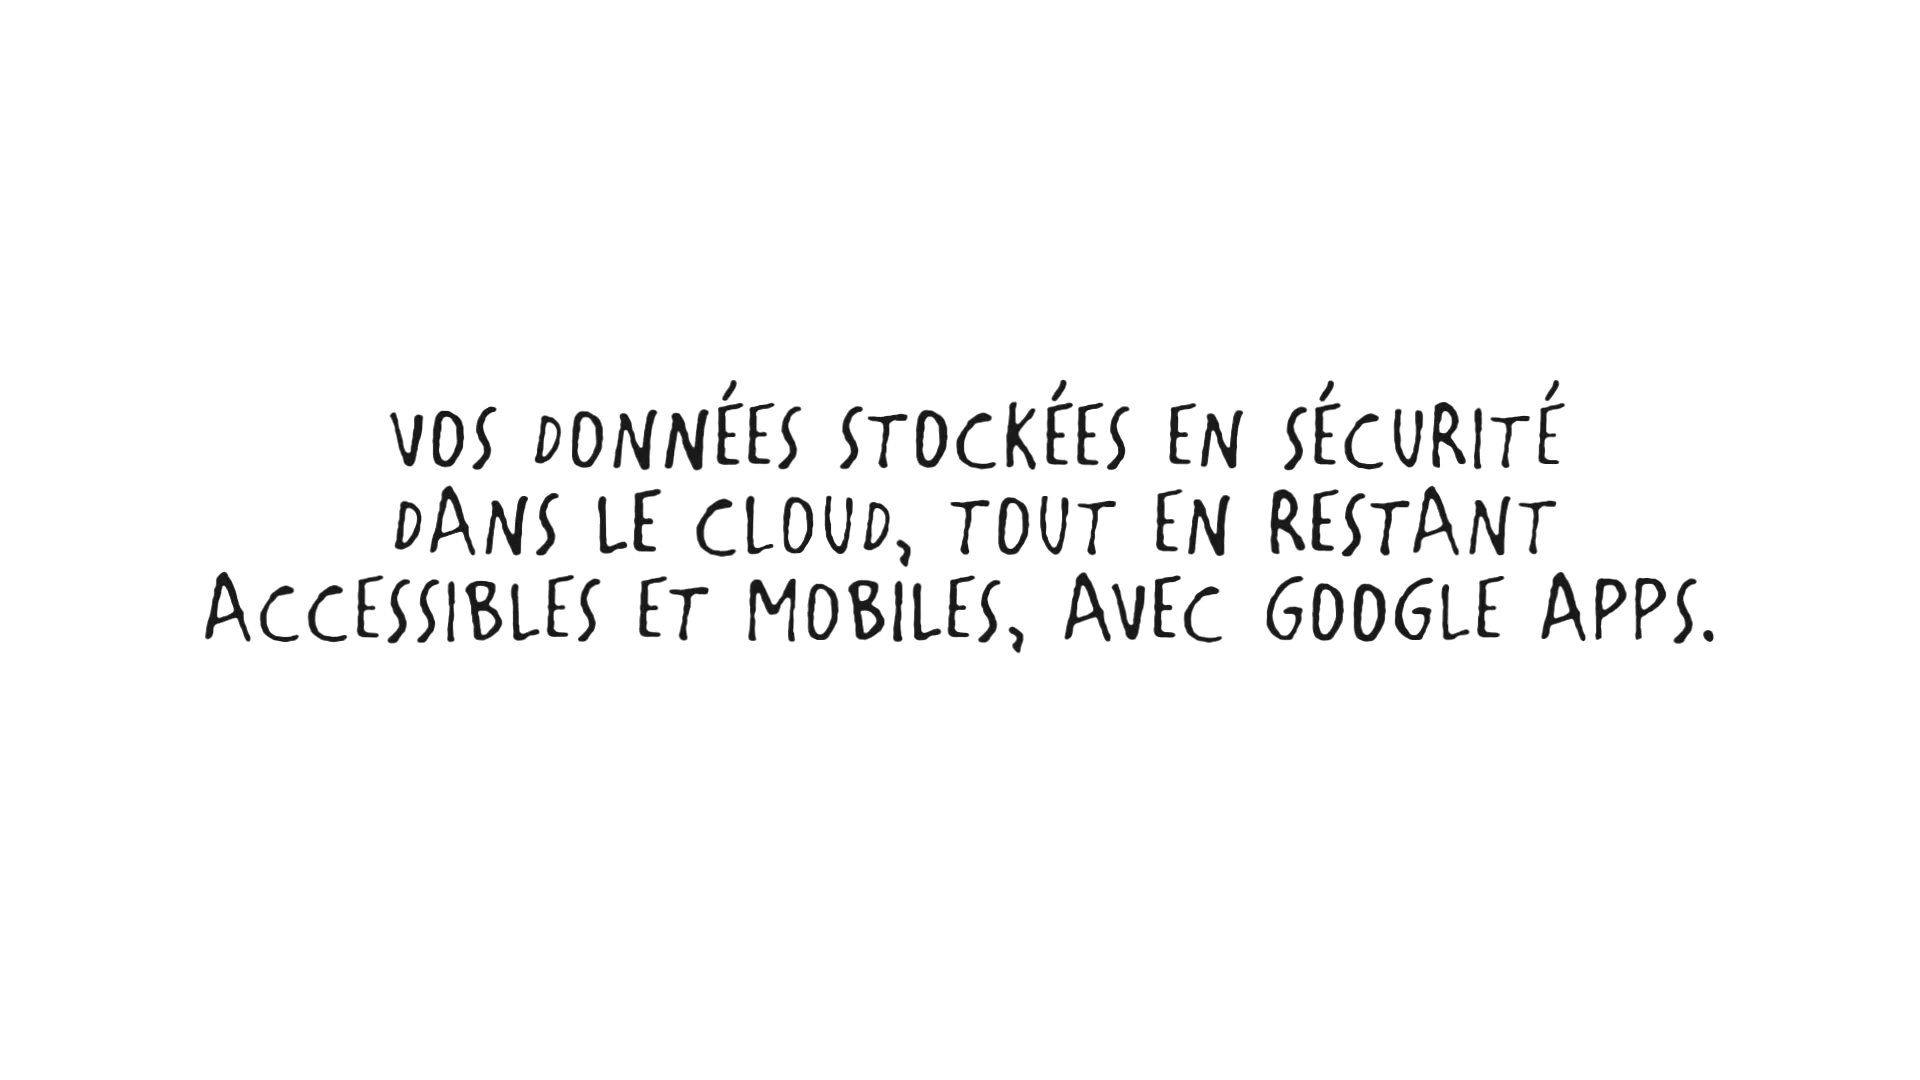 VOS DONNÉES STOCKÉES EN SÉCURITÉ
DANS LE CLOUD, TOUT EN RESTANT
ACCESSIBLES ET MOBILES, AVEC GOOGLE APPS.